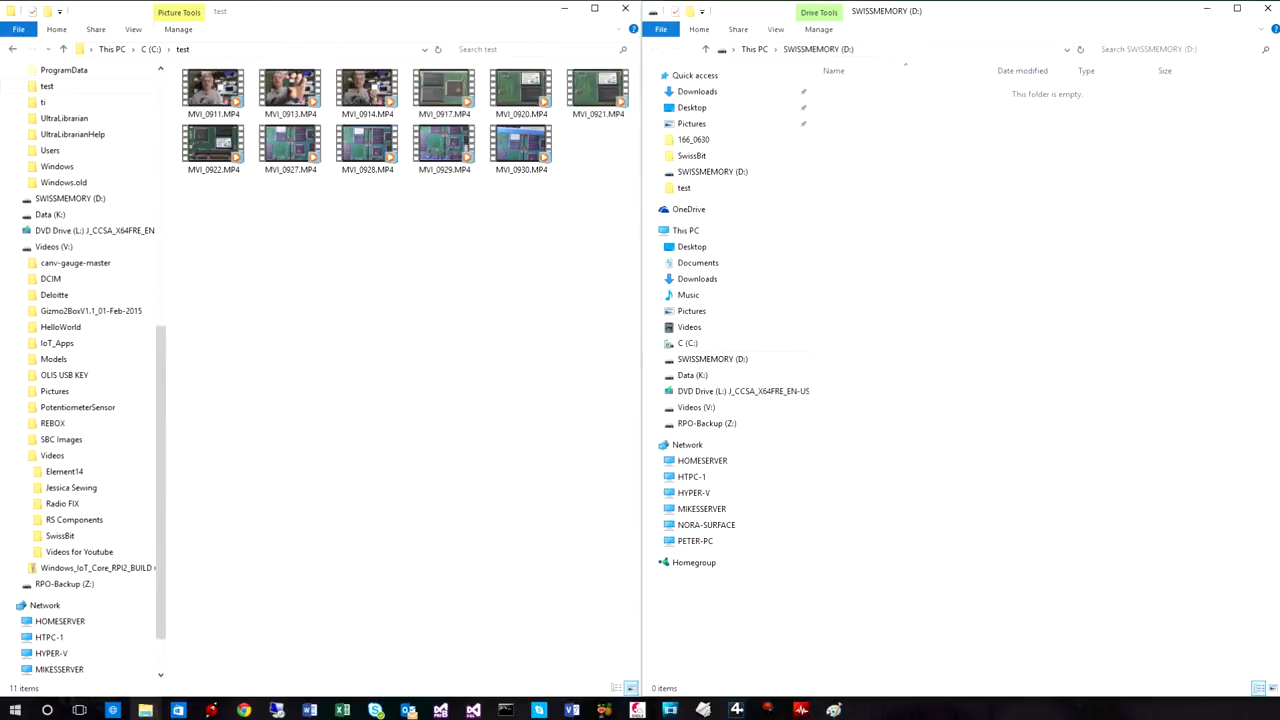 Picture Tools
test
File
Home
Share
View
Manage
This PC
C (C:)
test
Search test
ProgramData
test
ti
UltraLibrarian
UltraLibrarianHelp
Users
Windows
Windows.old
SWISSMEMORY (D:)
Data (K:)
DVD Drive (L:) J_CCSA_X64FRE_EN
Videos (V:)
canv-gauge-master
DCIM
Deloitte
Gizmo2BoxV1.1_01-Feb-2015
HelloWorld
IoT_Apps
Models
OLIS USB KEY
Pictures
PotentiometerSensor
REBOX
SBC Images
Videos
Element14
Jessica Sewing
Radio FIX
RS Components
SwissBit
Videos for Youtube
Windows_IoT_Core_RPI2_BUILD (
RPO-Backup (Z:)
Network
HOMESERVER
HTPC-1
HYPER-V
MIKESSERVER
MVI_0911.MP4
MVI_0913.MP4
MVI_0914.MP4
MVI_0917.MP4
MVI_0920.MP4
MVI_0921.MP4
MVI_0922.MP4
MVI_0927.MP4
MVI_0928.MP4
MVI_0929.MP4
MVI_0930.MP4
11 items
Drive Tools
SWISSMEMORY (D:)
File
Home
Share
View
Manage
This PC
SWISSMEMORY (D:)
Search SWISSMEMORY (D:)
Quick access
Downloads
Desktop
Pictures
166_0630
SwissBit
SWISSMEMORY (D:)
test
OneDrive
This PC
Desktop
Documents
Downloads
Music
Pictures
Videos
C (C:)
SWISSMEMORY (D:)
Data (K:)
DVD Drive (L:) J_CCSA_X64FRE_EN-US
Videos (V:)
RPO-Backup (Z:)
Network
HOMESERVER
HTPC-1
HYPER-V
MIKESSERVER
NORA-SURFACE
PETER-PC
Homegroup
Name
Date modified
Type
Size
This folder is empty.
0 items